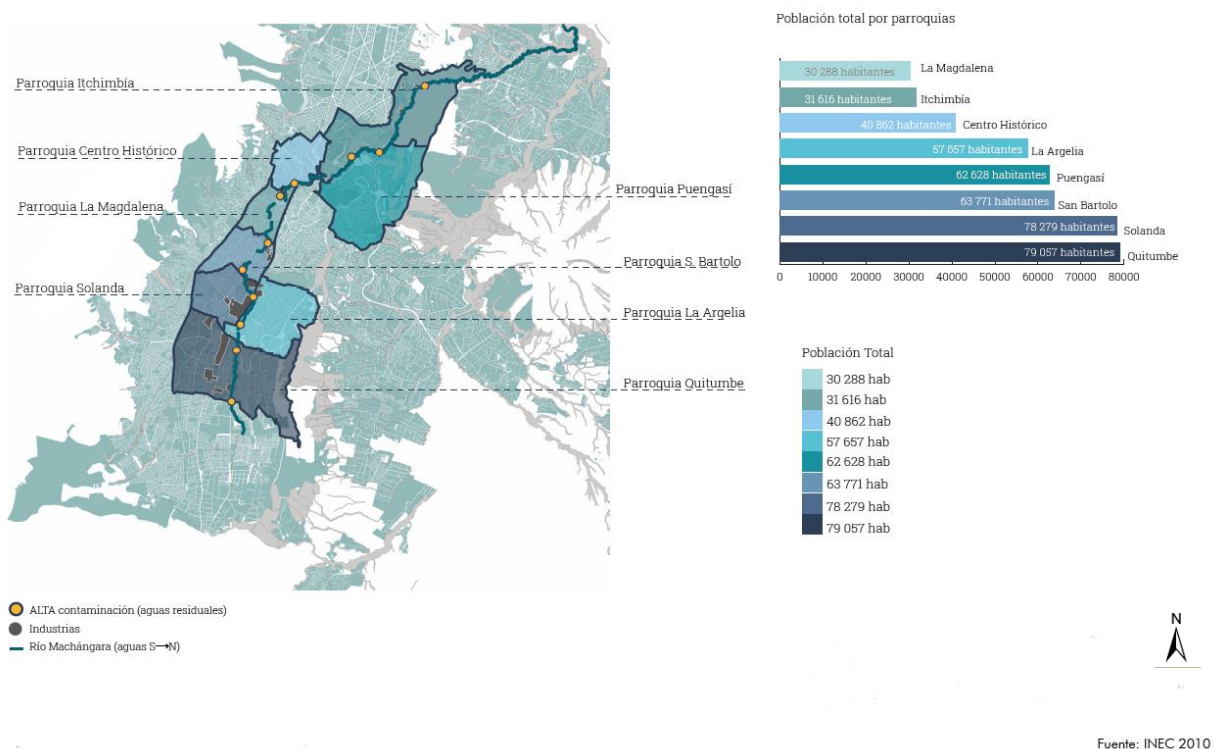 Población total por parroquias
30 288 habitantes La Magdalena
31 616 habitantes Itchimbía
40 862 habitantes Centro Histórico
57 657 habitantes La Argelia
62 628 habitantes Puengasí
63 771 habitantes San Bartolo
78 279 habitantes Solanda
79 057 habitantes Quitumbe
0 10000 20000 30000 40000 50000 60000 70000 80000
Parroquia Itchimbía
Parroquia Centro Histórico
Parroquia La Magdalena
Parroquia Solanda
Parroquia Puengasí
Parroquia S. Bartolo
Parroquia La Argelia
Parroquia Quitumbe
Población Total
30 288 hab
31 616 hab
40 862 hab
57 657 hab
62 628 hab
63 771 hab
78 279 hab
79 057 hab
ALTA contaminación (aguas residuales)
Industrias
Río Machángara (aguas S→N)
N
Fuente: INEC 2010